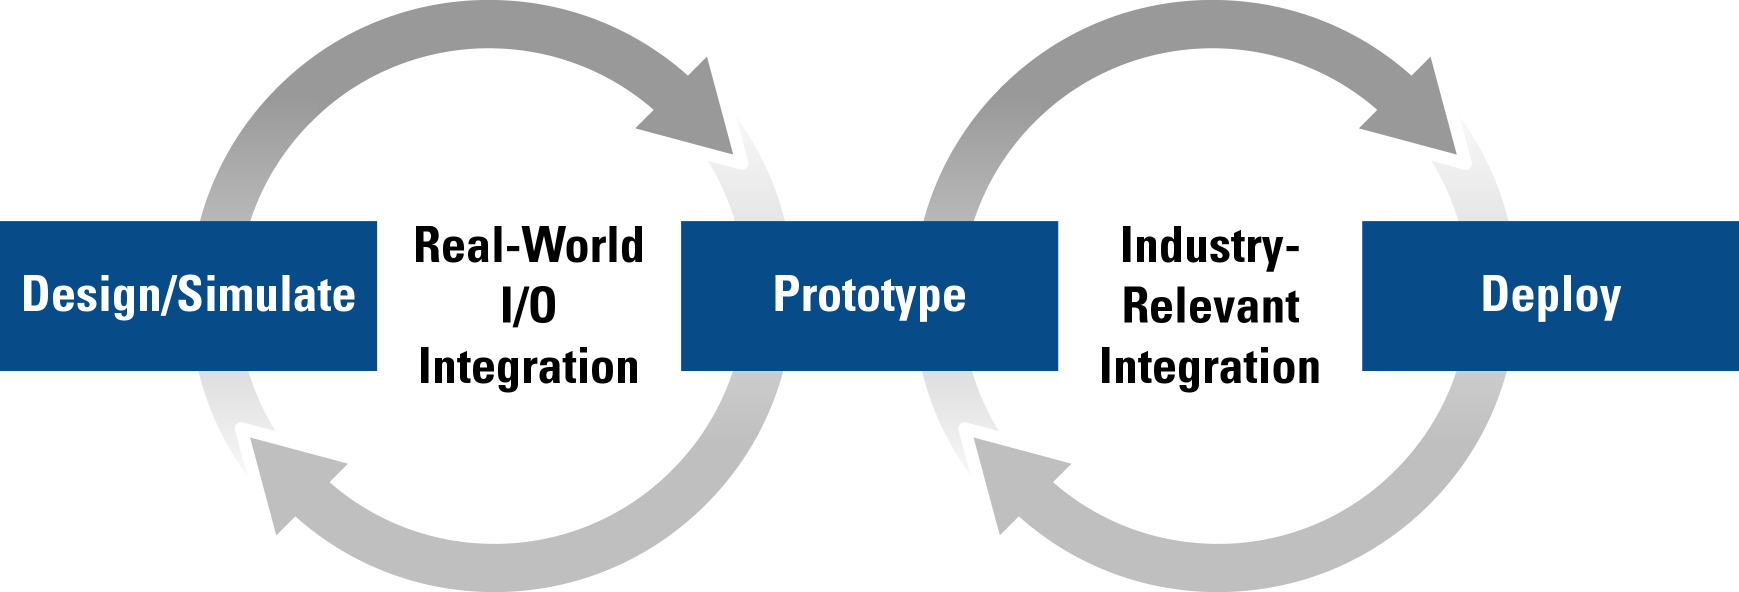 Design/Simulate
Real-World
I/O
Integration
Prototype
Industry-
Relevant
Integration
Deploy